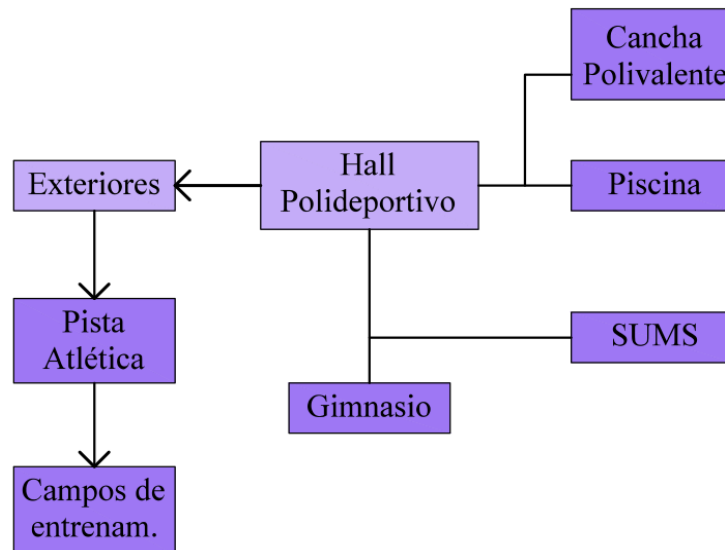 Cancha
Polivalente
Hall
Polideportivo
Exteriores
Piscina
Pista
Atlética
SUMS
Gimnasio
Campos de
entrenam.